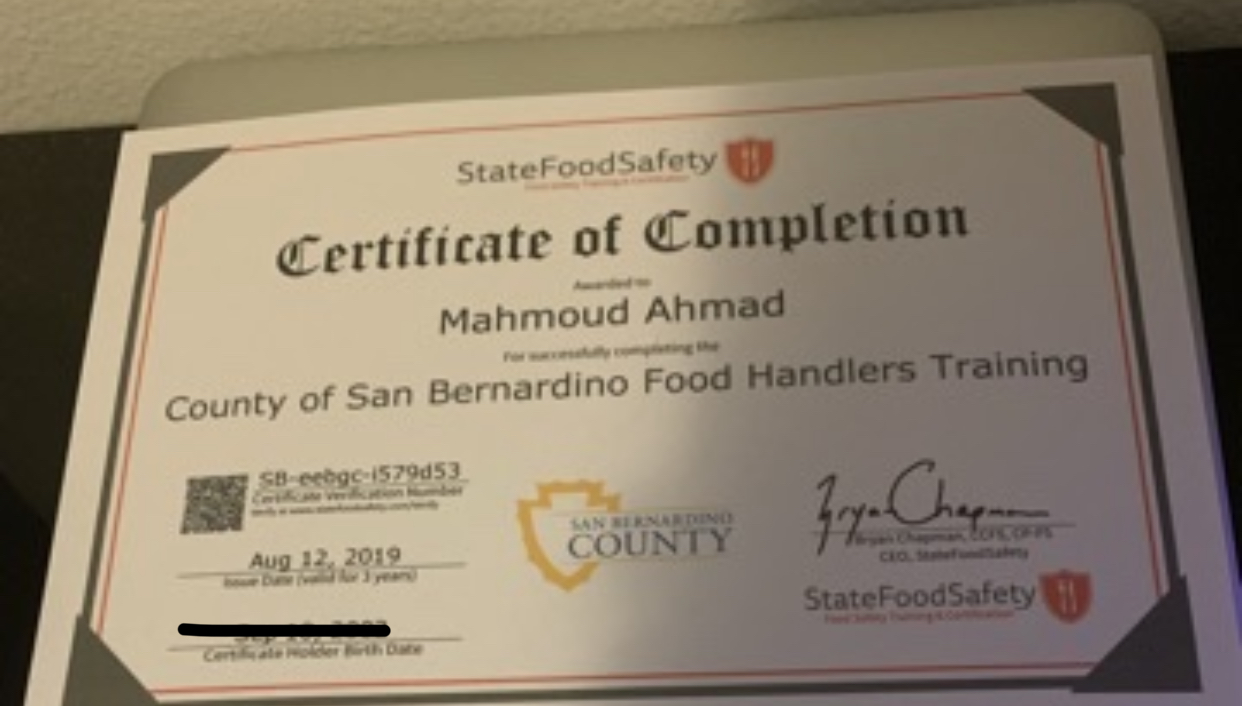 StateFoodSafety
Food Safety Training & Certification
Certificate of Completion
Awarded to
Mahmoud Ahmad
For successfully completing the
County of San Bernardino Food Handlers Training
SB-eebgc-i579d53
Certificate Verification Number
Verify at www.statefoodsafety.com/verify
Aug 12, 2019
Issue Date (valid for 3 years)
Certificate Holder Birth Date
SAN BERNARDINO
COUNTY
Bryan Chapman
Bryan Chapman, CCFS, CP-FS
CEO, StateFoodSafety
StateFoodSafety
Food Safety Training & Certification